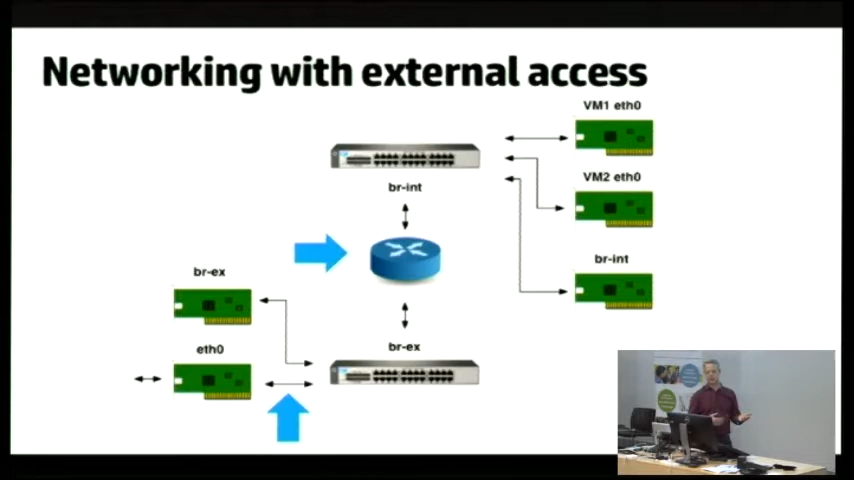 Networking with external access
VM1 eth0
br-int
VM2 eth0
br-int
br-ex
eth0
br-ex